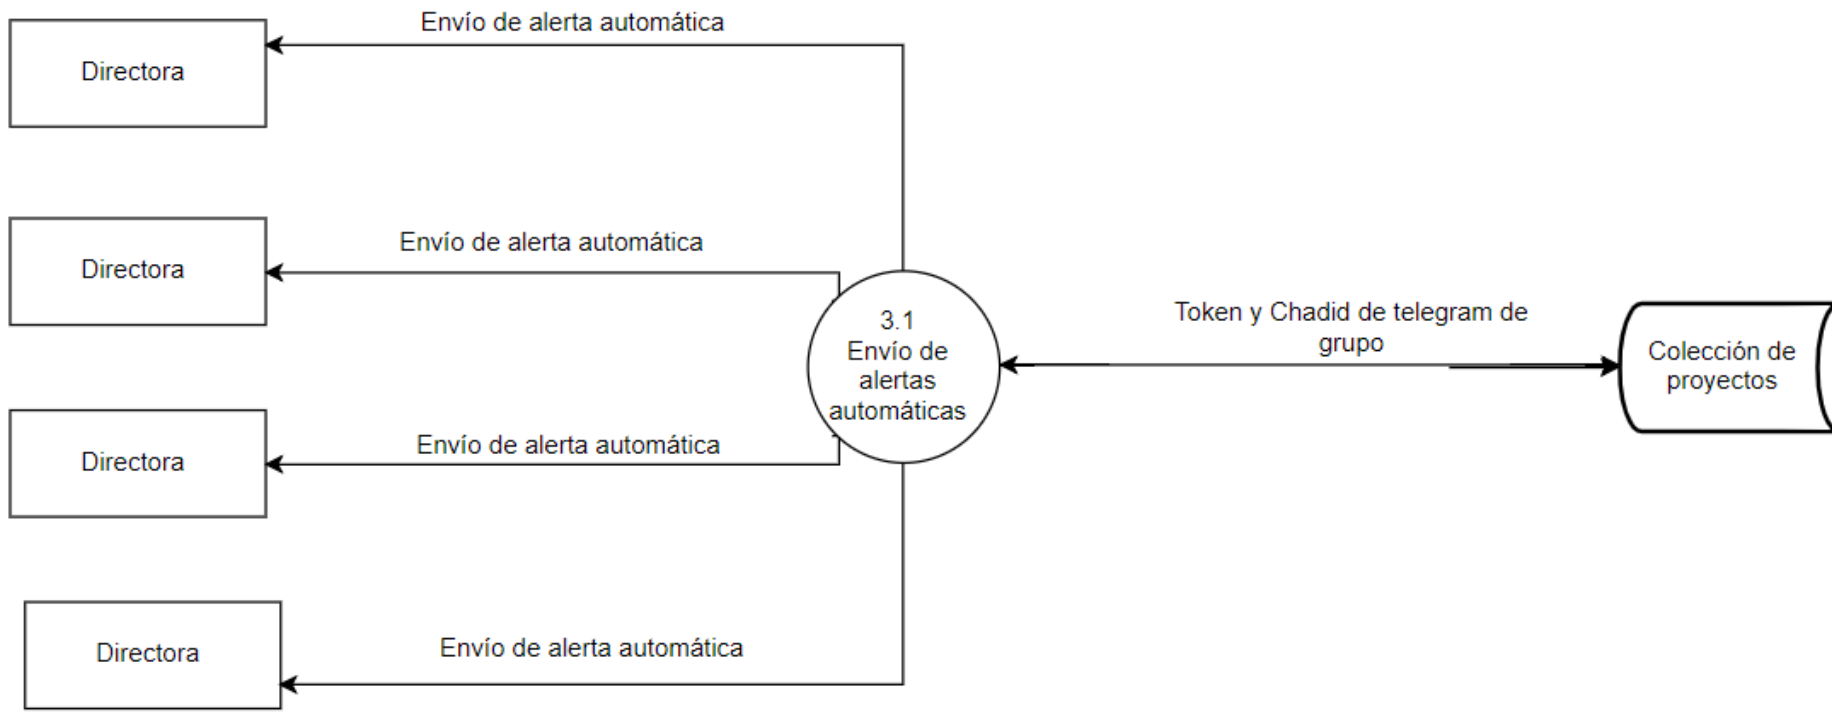 Envío de alerta automática
Directora
Envío de alerta automática
Directora
3.1
Envío de
alertas
automáticas
Token y Chadid de telegram de
grupo
Colección de
proyectos
Envío de alerta automática
Directora
Envío de alerta automática
Directora